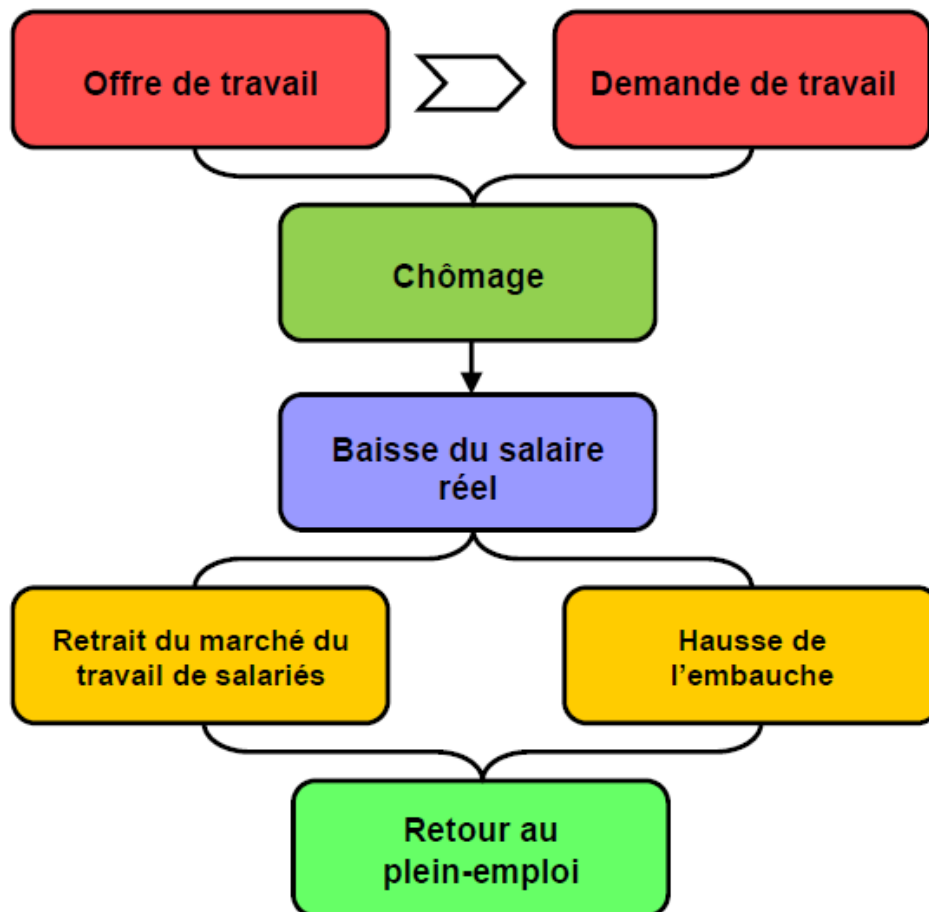 Offre de travail
Demande de travail
Chômage
Baisse du salaire
réel
Retrait du marché du
travail de salariés
Hausse de
l'embauche
Retour au
plein-emploi